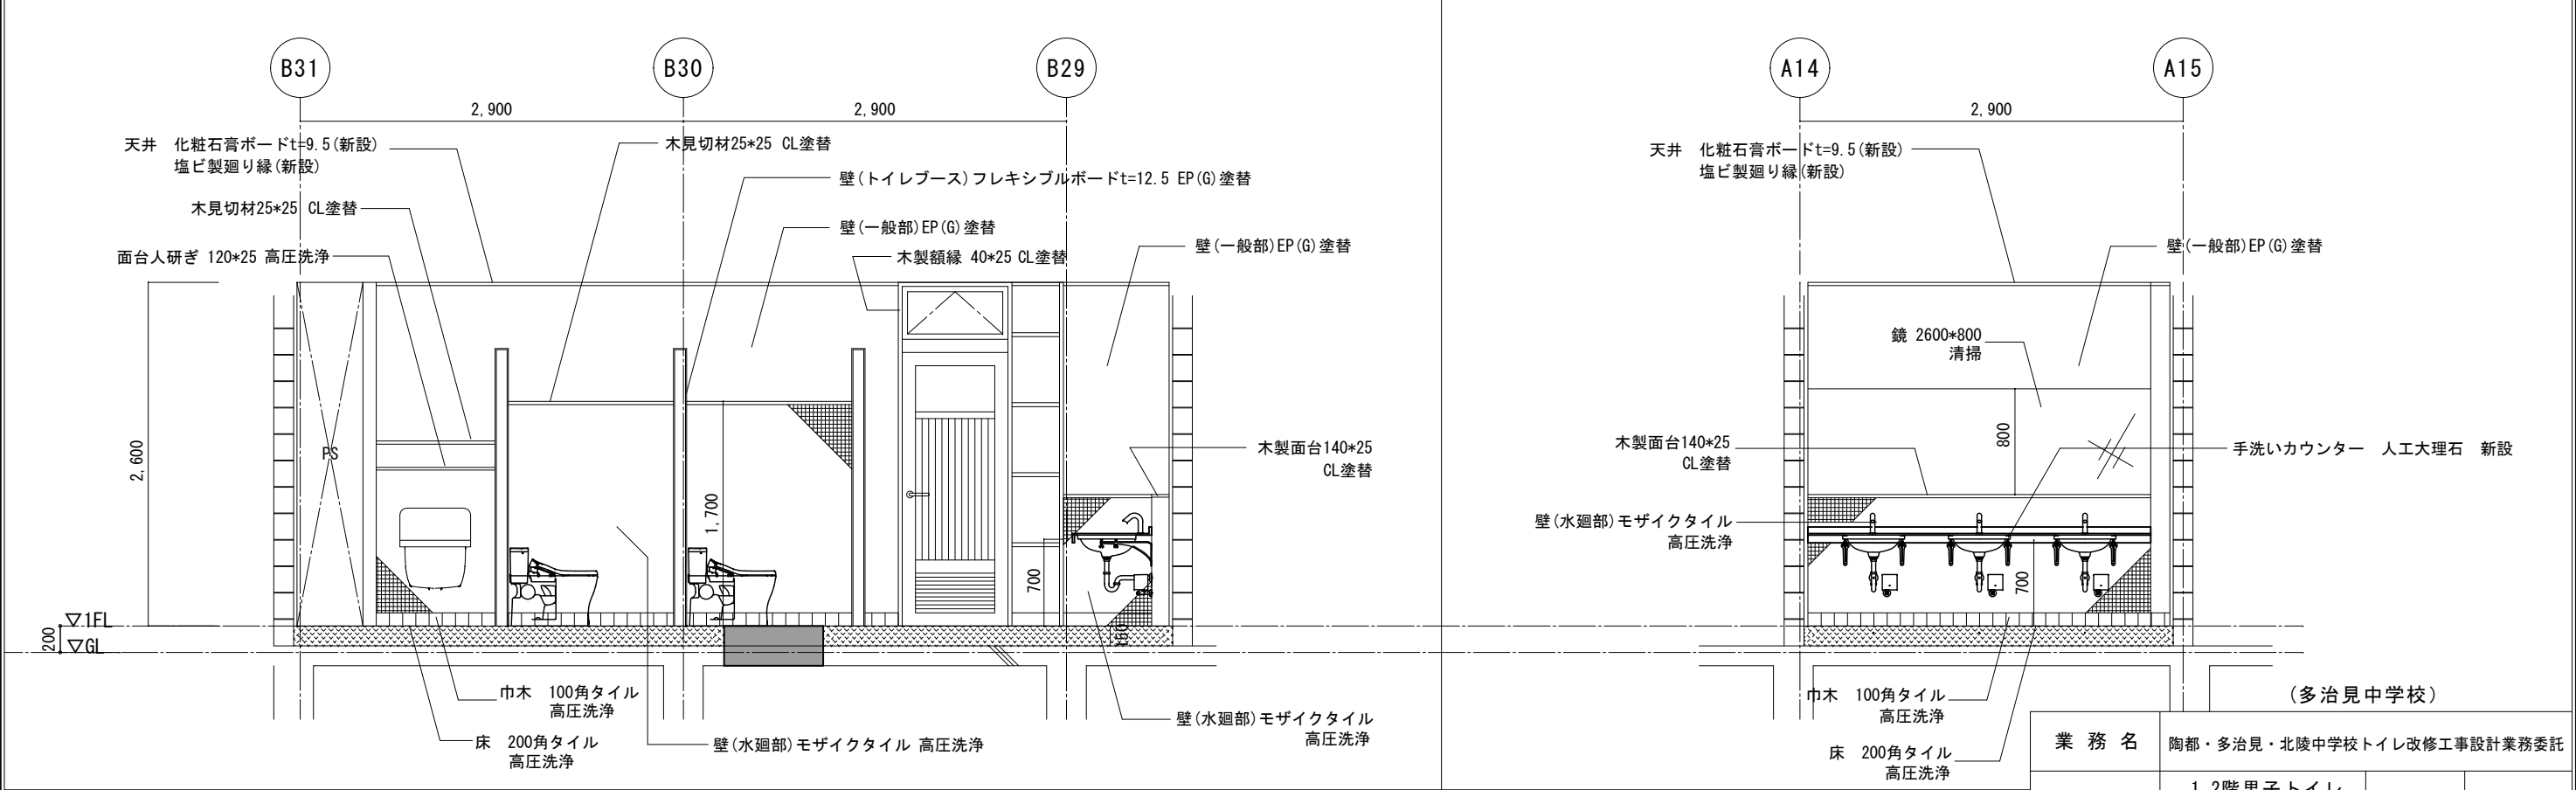 B31
B30
B29
2,900
2,900
天井　化粧石膏ボードt=9.5(新設)
塩ビ製廻り縁(新設)
木見切材25*25 CL塗替
面台人研ぎ 120*25 高圧洗浄
木見切材25*25 CL塗替
壁(トイレブース)フレキシブルボードt=12.5 EP(G)塗替
壁(一般部)EP(G)塗替
木製額縁 40*25 CL塗替
壁(一般部)EP(G)塗替
2,600
PS
1,700
700
木製面台140*25
CL塗替
▽1FL
200
▽GL
150
巾木　100角タイル
高圧洗浄
床　200角タイル
高圧洗浄
壁(水廻部)モザイクタイル 高圧洗浄
壁(水廻部)モザイクタイル
高圧洗浄
A14
A15
2,900
天井　化粧石膏ボードt=9.5(新設)
塩ビ製廻り縁(新設)
壁(一般部)EP(G)塗替
鏡 2600*800
清掃
800
木製面台140*25
CL塗替
手洗いカウンター　人工大理石　新設
壁(水廻部)モザイクタイル
高圧洗浄
700
巾木　100角タイル
高圧洗浄
床　200角タイル
高圧洗浄
(多治見中学校)
業務名
陶都・多治見・北陵中学校トイレ改修工事設計業務委託
1,2階男子トイレ